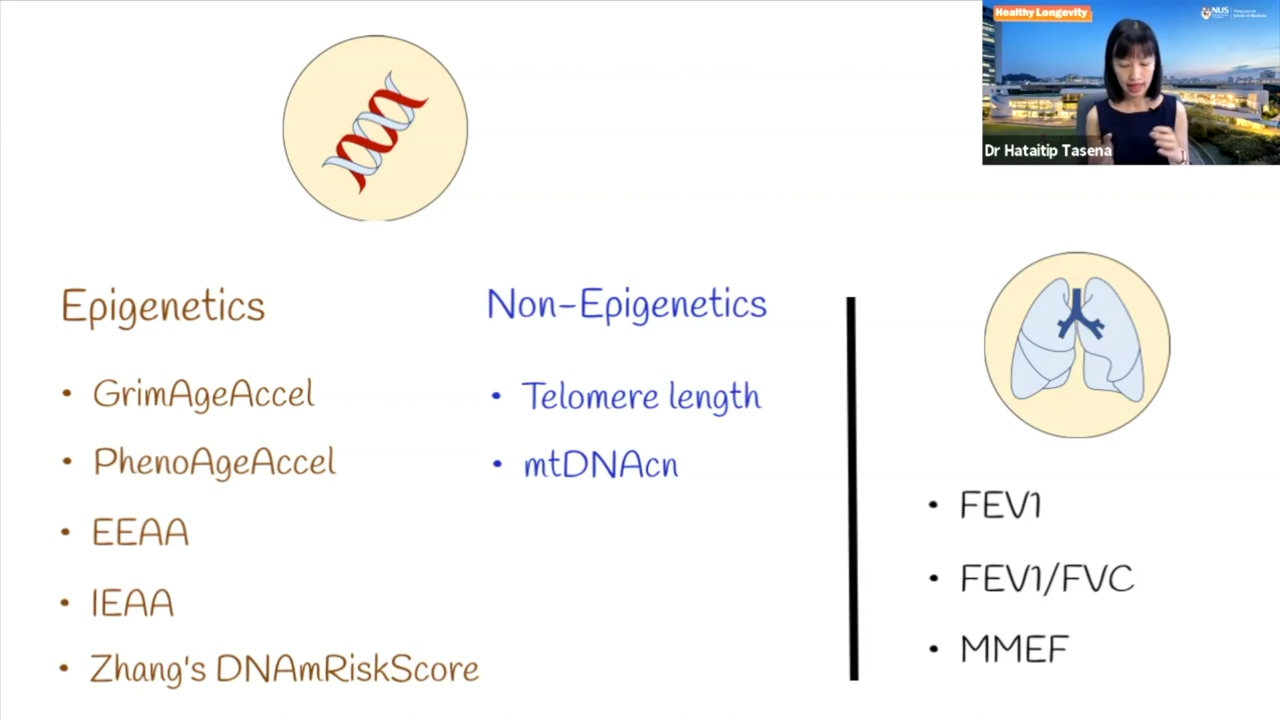 Healthy Longevity
NUS
Dr Hataitip Tasena
Epigenetics
• GrimAgeAccel
• PhenoAgeAccel
• EEAA
• IEAA
• Zhang's DNAmRiskScore
Non-Epigenetics
• Telomere length
• mtDNAcn
• FEV1
• FEV1/FVC
• MMEF